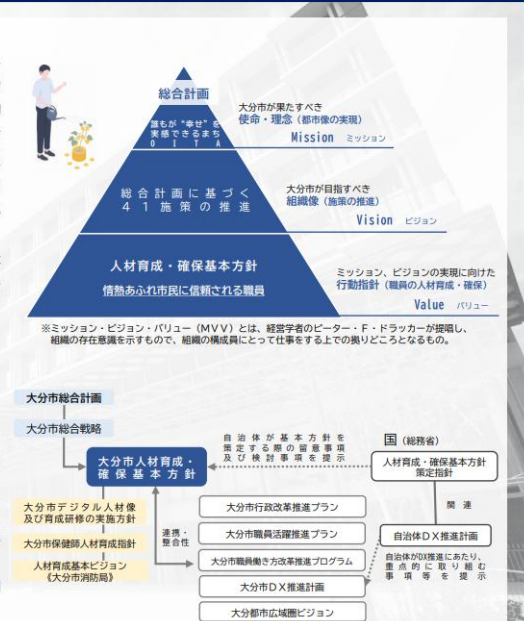 総合計画
誰もが“幸せ”を
実感できるまち
OITA
大分市が果たすべき
使命・理念(都市像の実現)
Mission ミッション
総合計画に基づく
41施策の推進
大分市が目指すべき
組織像(施策の推進)
Vision ビジョン
人材育成・確保基本方針
情熱あふれ市民に信頼される職員
ミッション、ビジョンの実現に向けた
行動指針(職員の人材育成・確保)
Value バリュー
※ミッション・ビジョン・バリュー(MVV)とは、経営学者のピーター・F・ドラッカーが提唱し、
組織の存在意識を示すもので、組織の構成員にとって仕事をする上での拠りどころとなるもの。
大分市総合計画
大分市総合戦略
大分市人材育成・
確保基本方針
自治体が基本方針を
策定する際の留意事項
及び検討事項を提示
国(総務省)
人材育成・確保基本方針
策定指針
関連
自治体DX推進計画
自治体がDX推進にあたり、
重点的に取り組む
事項等を提示
大分市デジタル人材像
及び育成研修の実施方針
大分市保健師人材育成指針
人材育成基本ビジョン
《大分市消防局》
連携・
整合性
大分市行政改革推進プラン
大分市職員活躍推進プラン
大分市職員働き方改革推進プログラム
大分市DX推進計画
大分都市広域圏ビジョン